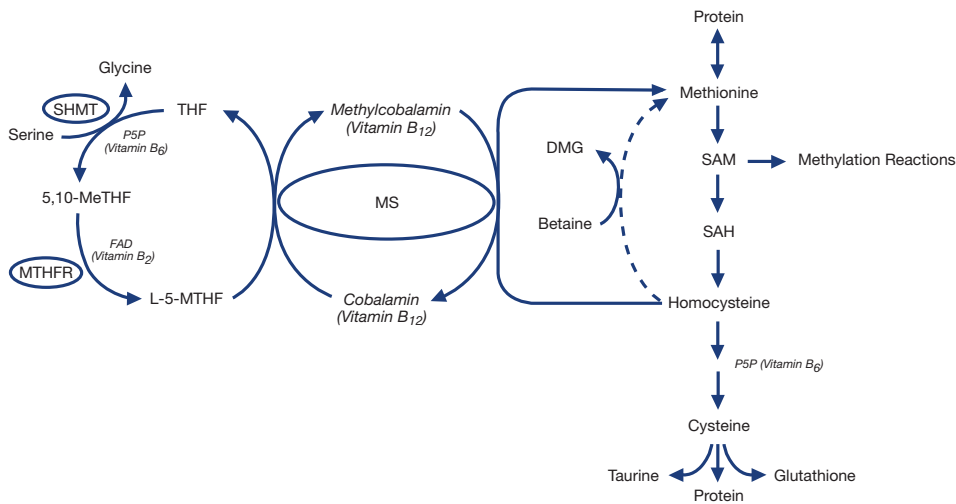 Protein
Glycine
SHMT
THF
Serine
P5P
(Vitamin B6)
5,10-MeTHF
FAD
(Vitamin B2)
MTHFR
L-5-MTHF
Methylcobalamin
(Vitamin B12)
MS
Cobalamin
(Vitamin B12)
DMG
Betaine
Methionine
SAM
Methylation Reactions
SAH
Homocysteine
P5P (Vitamin B6)
Cysteine
Taurine
Glutathione
Protein